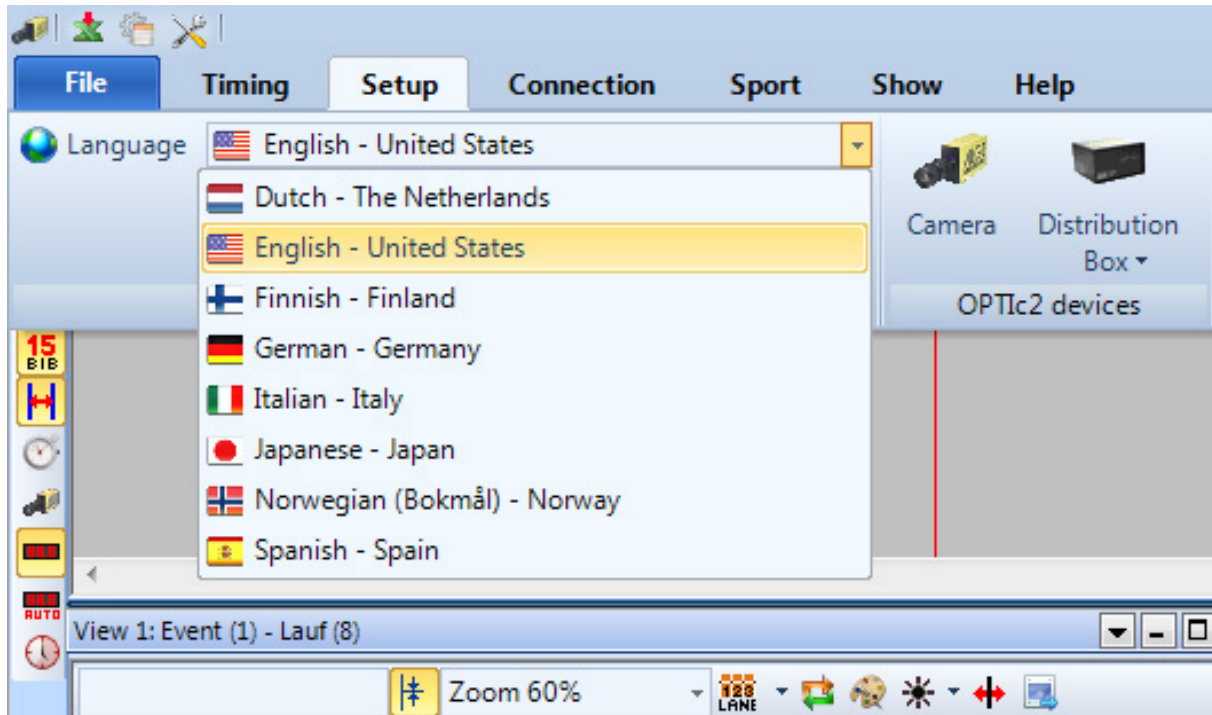 File Timing Setup Connection Sport Show Help
Language English - United States
Dutch - The Netherlands
English - United States
Finnish - Finland
German - Germany
Italian - Italy
Japanese - Japan
Norwegian (Bokmål) - Norway
Spanish - Spain
Camera
Distribution
Box
OPTIc2 devices
15
BIB
AUTO
View 1: Event (1) - Lauf (8)
Zoom 60%
123
LANE